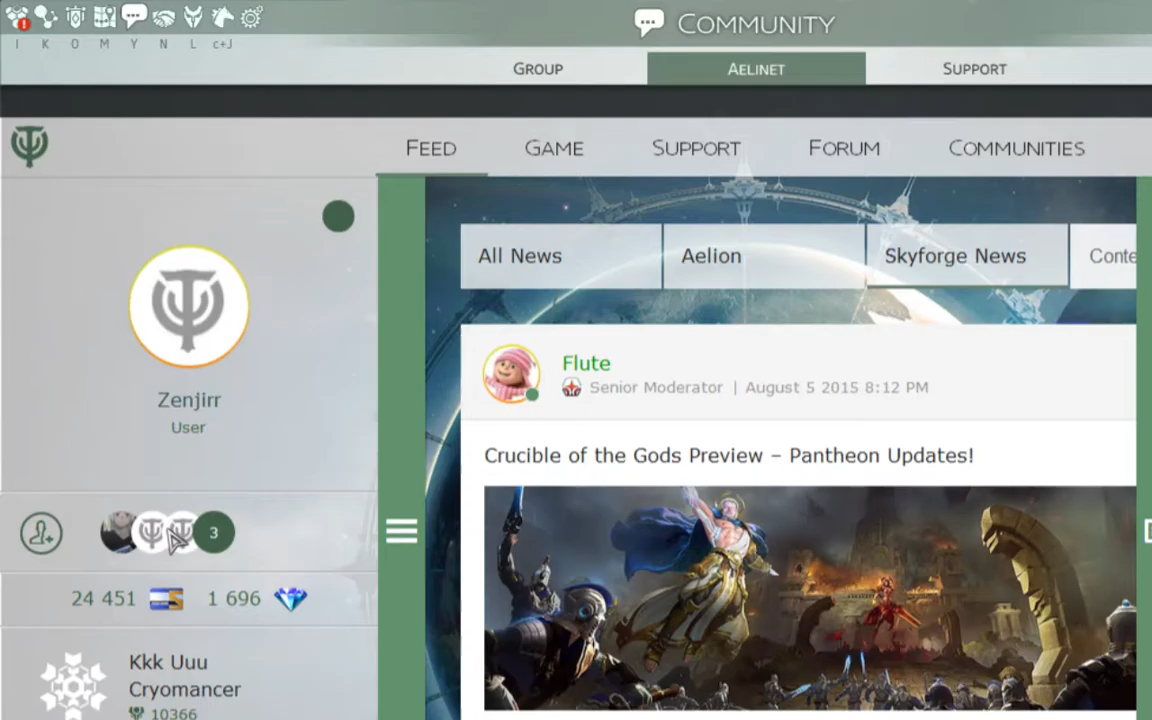 I K O M Y N L c+J
COMMUNITY
GROUP AELINET SUPPORT
FEED GAME SUPPORT FORUM COMMUNITIES
All News Aelion Skyforge News Conte
Flute
Senior Moderator | August 5 2015 8:12 PM
Zenjirr
User
Crucible of the Gods Preview – Pantheon Updates!
3
24 451 1 696
Kkk Uuu
Cryomancer
10366